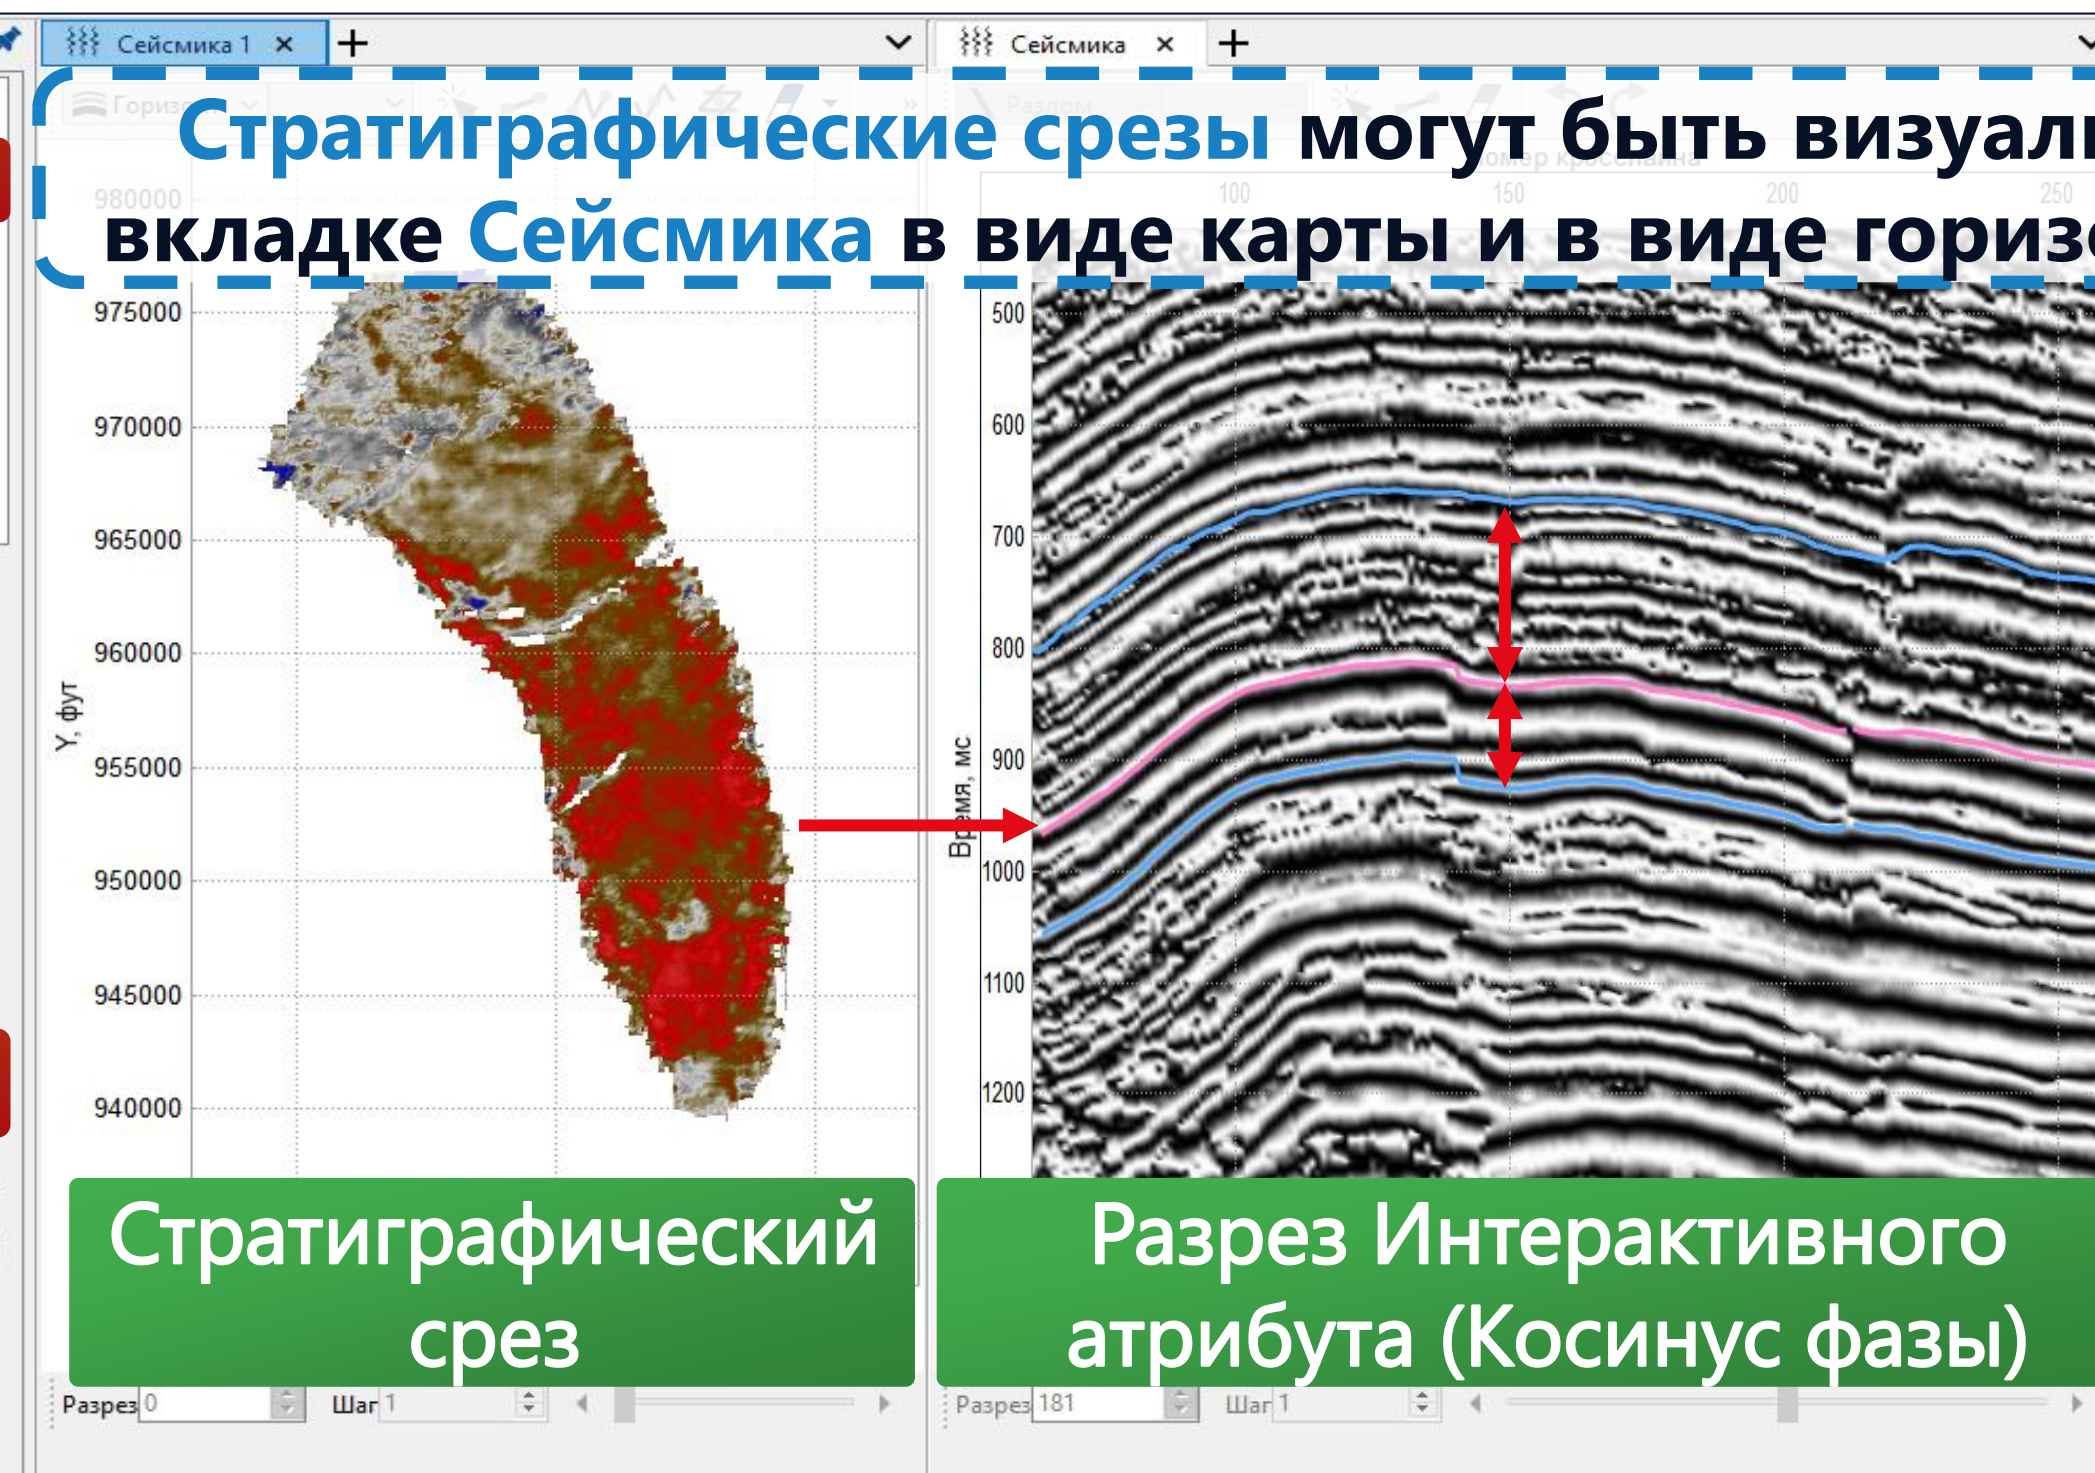 Сейсмика 1
Сейсмика
Разлом
Стратиграфические срезы могут быть
вкладке Сейсмика в виде карты и в виде
100 150 200 250
980000
975000
970000
965000
960000
955000
950000
945000
940000
Y, фут
500
600
700
800
900
1000
1100
1200
Время, мс
Стратиграфический
срез
Разрез Интерактивного
атрибута (Косинус фазы)
Разрез 0 Шаг 1
Разрез 181 Шаг 1